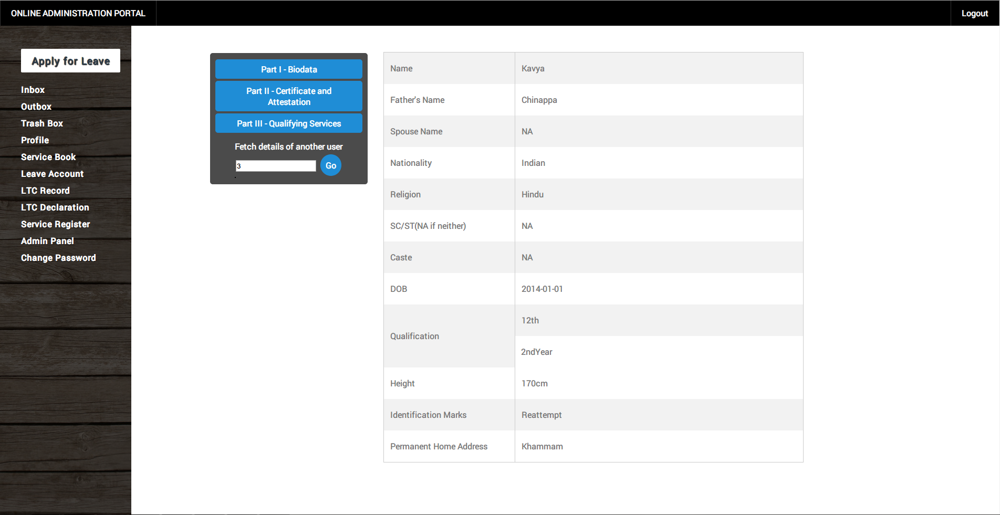 ONLINE ADMINISTRATION PORTAL
Logout
Apply for Leave
Inbox
Outbox
Trash Box
Profile
Service Book
Leave Account
LTC Record
LTC Declaration
Service Register
Admin Panel
Change Password
Part I - Biodata
Part II - Certificate and
Attestation
Part III - Qualifying Services
Fetch details of another user
3 Go
Name Kavya
Father's Name Chinappa
Spouse Name NA
Nationality Indian
Religion Hindu
SC/ST(NA if neither) NA
Caste NA
DOB 2014-01-01
Qualification 12th
2ndYear
Height 170cm
Identification Marks Reattempt
Permanent Home Address Khammam